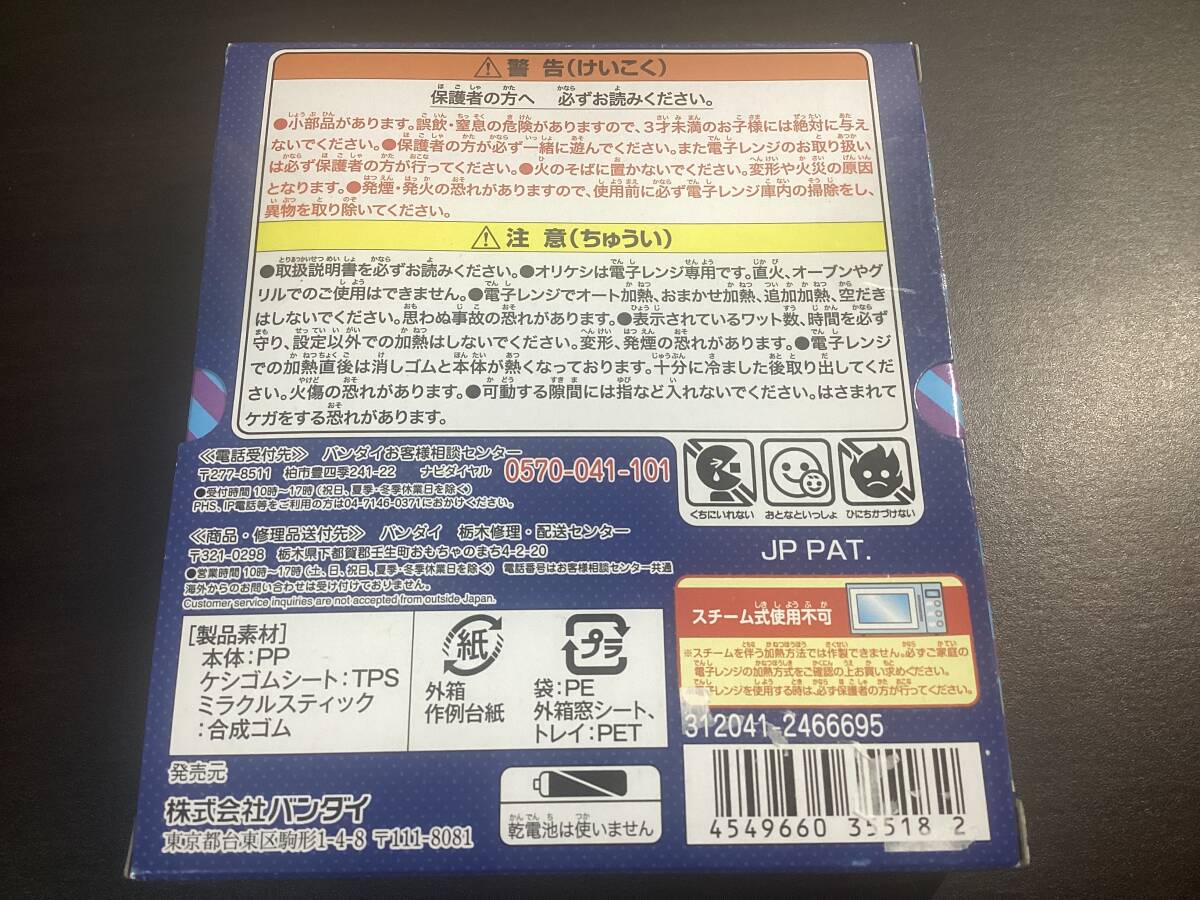 ⚠警 告(けいこく)
保護者の方へ 必ずお読みください。
●小部品があります。誤飲・窒息の危険がありますので、3才未満のお子様には絶対に与え
ないでください。●保護者の方が必ず一緒に遊んでください。また電子レンジのお取り扱い
は必ず保護者の方が行ってください。●火のそばに置かないでください。変形や火災の原因
となります。●発煙・発火の恐れがありますので、使用前に必ず電子レンジ庫内の掃除をし、
異物を取り除いてください。
⚠注 意(ちゅうい)
●取扱説明書を必ずお読みください。●オリケシは電子レンジ専用です。直火、オーブンやグ
リルでのご使用はできません。●電子レンジでオート加熱、おまかせ加熱、追加加熱、空だき
はしないでください。思わぬ事故の恐れがあります。●表示されているワット数、時間を必ず
守り、設定以外での加熱はしないでください。変形、発煙の恐れがあります。●電子レンジ
での加熱直後は消しゴムと本体が熱くなっております。十分に冷ました後取り出してくだ
さい。火傷の恐れがあります。●可動する隙間には指など入れないでください。はさまれて
ケガをする恐れがあります。
≪電話受付先≫ バンダイお客様相談センター
〒277-8511 柏市豊四季241-22 ナビダイヤル 0570-041-101
●受付時間 10時~17時 (祝日、夏季・冬季休業日を除く)
PHS、IP電話等をご利用の方は04-7146-0371におかけください。
≪商品・修理品送付先≫ バンダイ 栃木修理・配送センター
〒321-0298 栃木県下都賀郡壬生町おもちゃのまち4-2-20
●営業時間 10時~17時 (土、日、祝日、夏季・冬季休業日を除く) 電話番号はお客様相談センター共通
海外からのお問い合わせは受け付けておりません。
Customer service inquiries are not accepted from outside Japan.
くちにいれない おとなといっしょ ひにちかづけない
JP PAT.
スチーム式使用不可
※スチームを伴う加熱方法では作製できません。必ずご家庭の
電子レンジの加熱方式をご確認の上お買い求めください。
電子レンジを使用する時は、必ず保護者の方が行ってください。
[製品素材]
本体:PP
ケシゴムシート:TPS
ミラクルスティック
:合成ゴム
紙
外箱
作例台紙
プラ
袋:PE
外箱窓シート、
トレイ:PET
312041-2466695
発売元
株式会社バンダイ
東京都台東区駒形1-4-8 〒111-8081
乾電池は使いません
4549660 35518 2